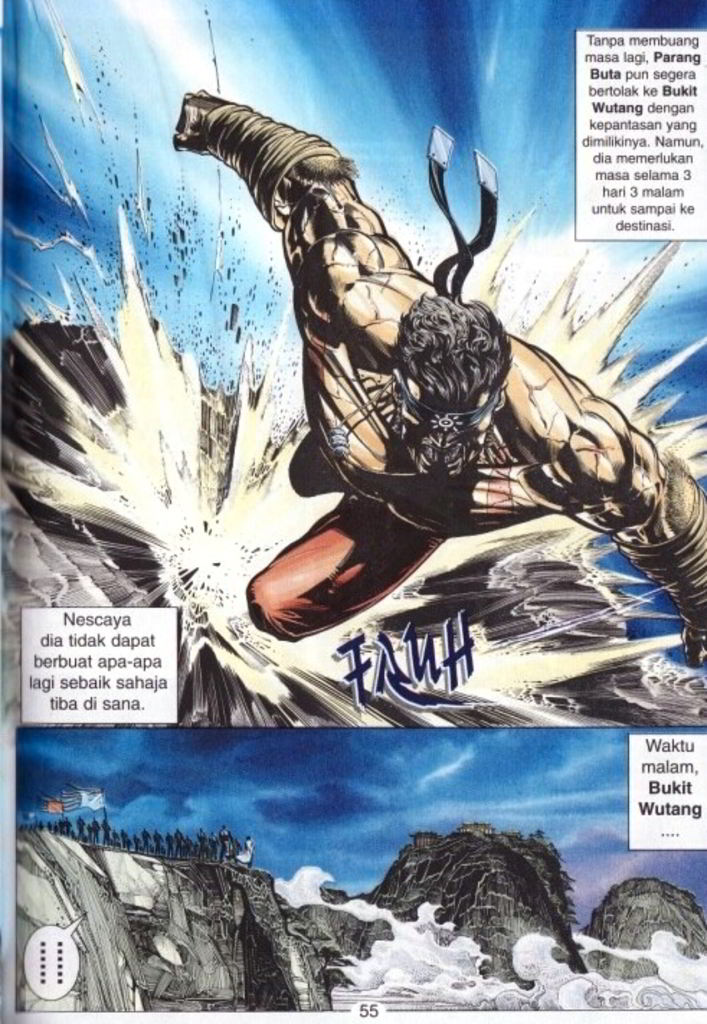 Tanpa membuang
masa lagi, Parang
Buta pun segera
bertolak ke Bukit
Wutang dengan
kepantasan yang
dimilikinya. Namun,
dia memerlukan
masa selama 3
hari 3 malam
untuk sampai ke
destinasi.
Nescaya
dia tidak dapat
berbuat apa-apa
lagi sebaik sahaja
tiba di sana.
Waktu
malam,
Bukit
Wutang
....
55